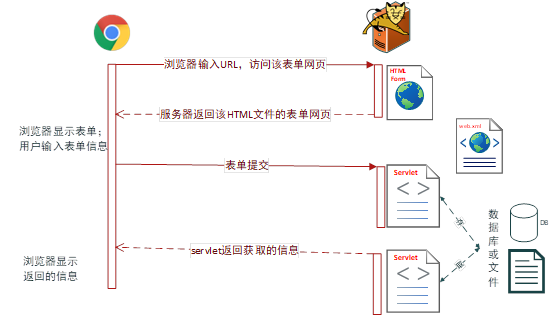 浏览器输入URL，访问该表单网页
HTML
Form
服务器返回该HTML文件的表单网页
浏览器显示表单；
用户输入表单信息
web.xml
表单提交
Servlet
数据库或文件
DB
servlet返回获取的信息
Servlet
浏览器显示
返回的信息